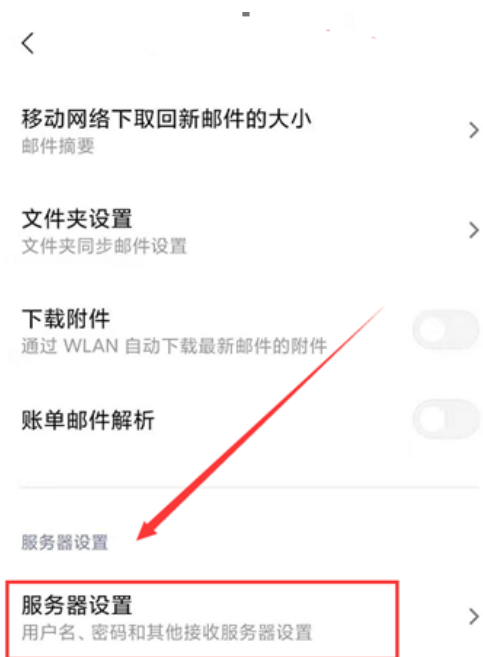 移动网络下取回新邮件的大小
邮件摘要
文件夹设置
文件夹同步邮件设置
下载附件
通过 WLAN 自动下载最新邮件的附件
账单邮件解析
服务器设置
服务器设置
用户名、密码和其他接收服务器设置